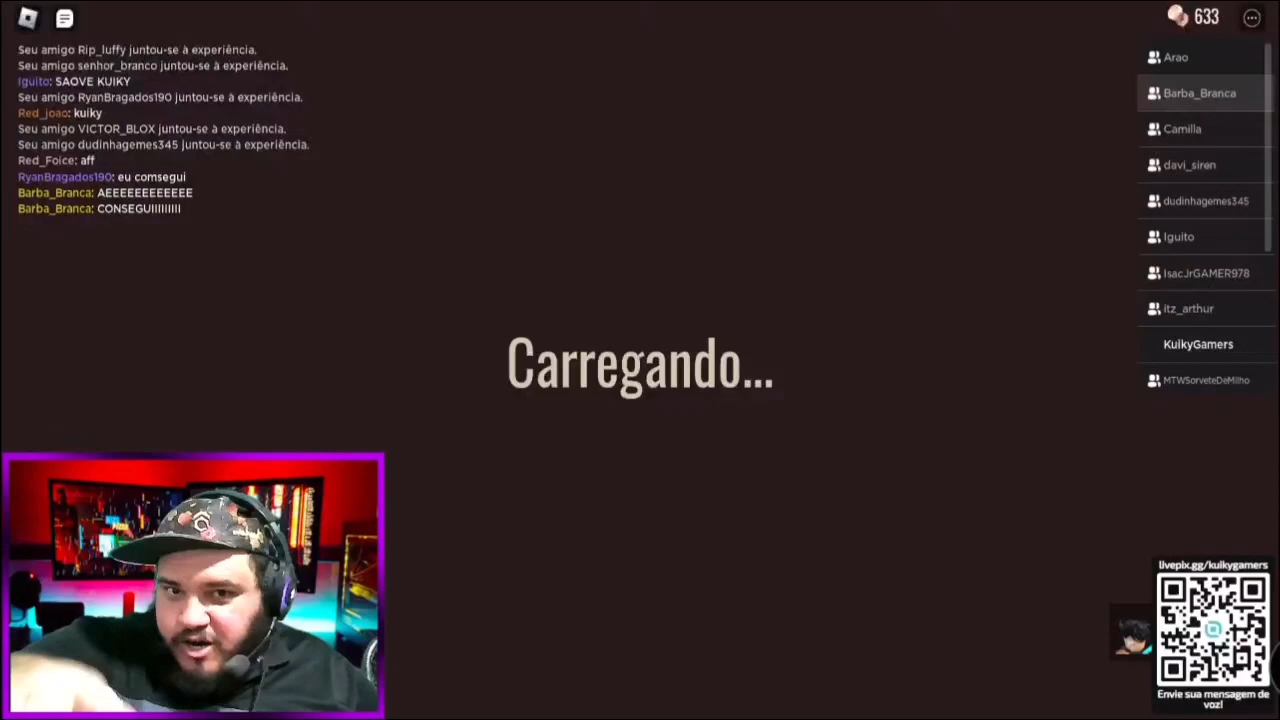 633
Seu amigo Rip_luffy juntou-se à experiência.
Seu amigo senhor_branco juntou-se à experiência.
Iguito: SAOVE KUIKY
Seu amigo RyanBragados190 juntou-se à experiência.
Red_joao: kuiky
Seu amigo VICTOR_BLOX juntou-se à experiência.
Seu amigo dudinhagemes345 juntou-se à experiência.
Red_Foice: aff
RyanBragados190: eu comsegui
Barba_Branca: AEEEEEEEEEEEE
Barba_Branca: CONSEGUIIIIIIIII
Arao
Barba_Branca
Camilla
davi_siren
dudinhagemes345
Iguito
IsacJrGAMER978
itz_arthur
KuikyGamers
MTWSorveteDeMilho
Carregando...
livepix.gg/kuikygamers
Envie sua mensagem de
voz!